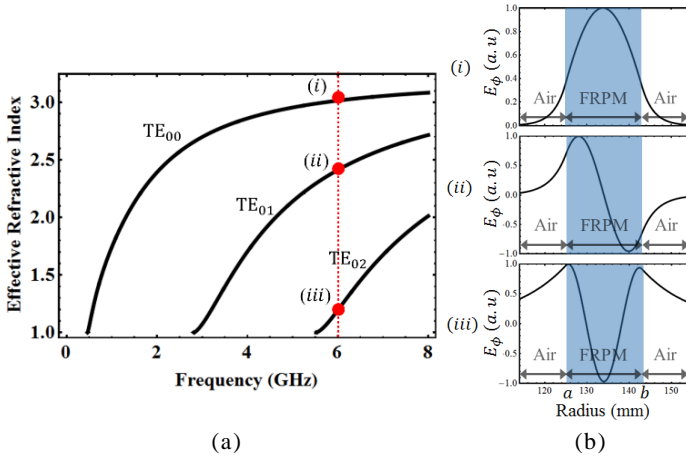 (a)
Effective Refractive Index
3.0
2.5
2.0
1.5
1.0
TE00
TE01
TE02
(i)
(ii)
(iii)
0
2
4
6
8
Frequency (GHz)
(i)
Eϕ (a.u)
1.0
0.8
0.6
0.4
0.2
0.0
Air
FRPM
Air
(ii)
Eϕ (a.u)
1.0
0.5
0.0
−0.5
−1.0
Air
FRPM
Air
(iii)
Eϕ (a.u)
1.0
0.5
0.0
−0.5
−1.0
Air
FRPM
Air
120
a
130
140
b
150
Radius (mm)
(a)
(b)